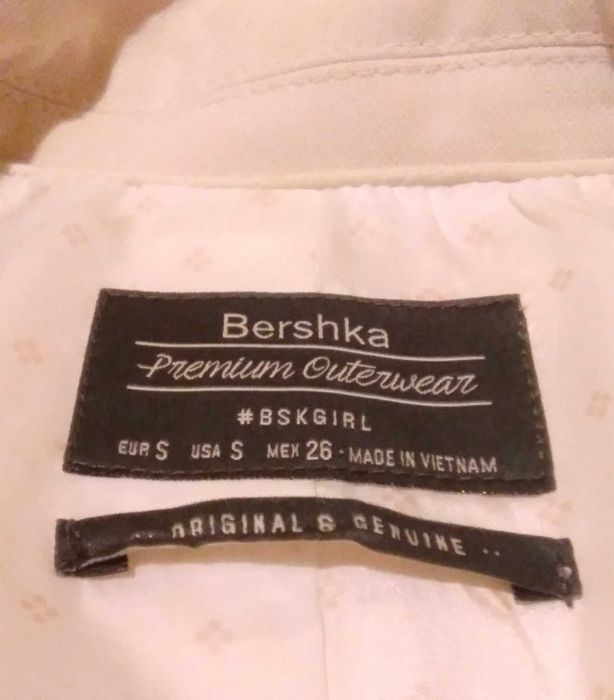 Bershka
Premium Outerwear
#BSKGIRL
EUR S USA S MEX 26 · MADE IN VIETNAM
.. ORIGINAL & GENUINE ..